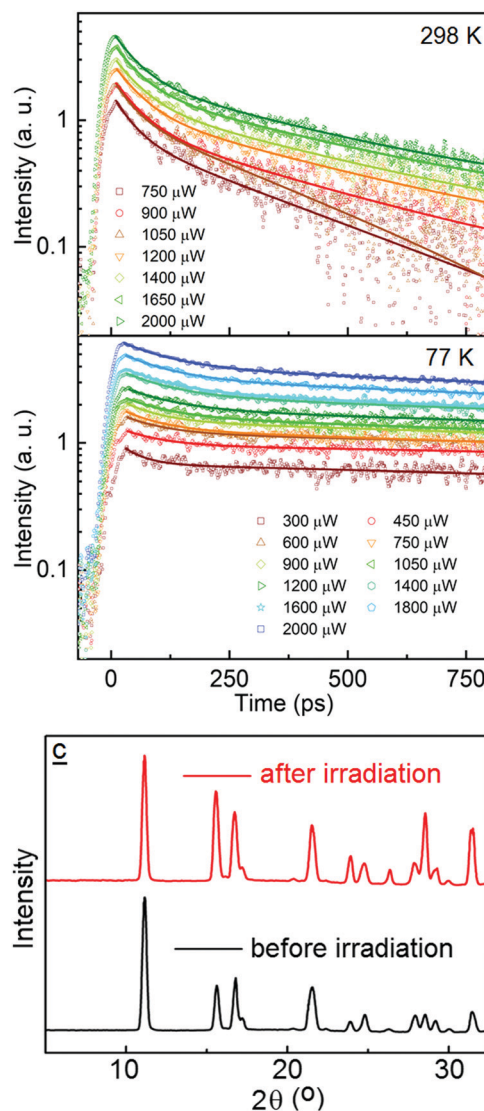 298 K
Intensity (a. u.)
1
0.1
750 μW
900 μW
1050 μW
1200 μW
1400 μW
1650 μW
2000 μW
77 K
Intensity (a. u.)
1
0.1
300 μW 450 μW
600 μW 750 μW
900 μW 1050 μW
1200 μW 1400 μW
1600 μW 1800 μW
2000 μW
0 250 500 750
Time (ps)
c
after irradiation
before irradiation
Intensity
10 20 30
2θ (°)